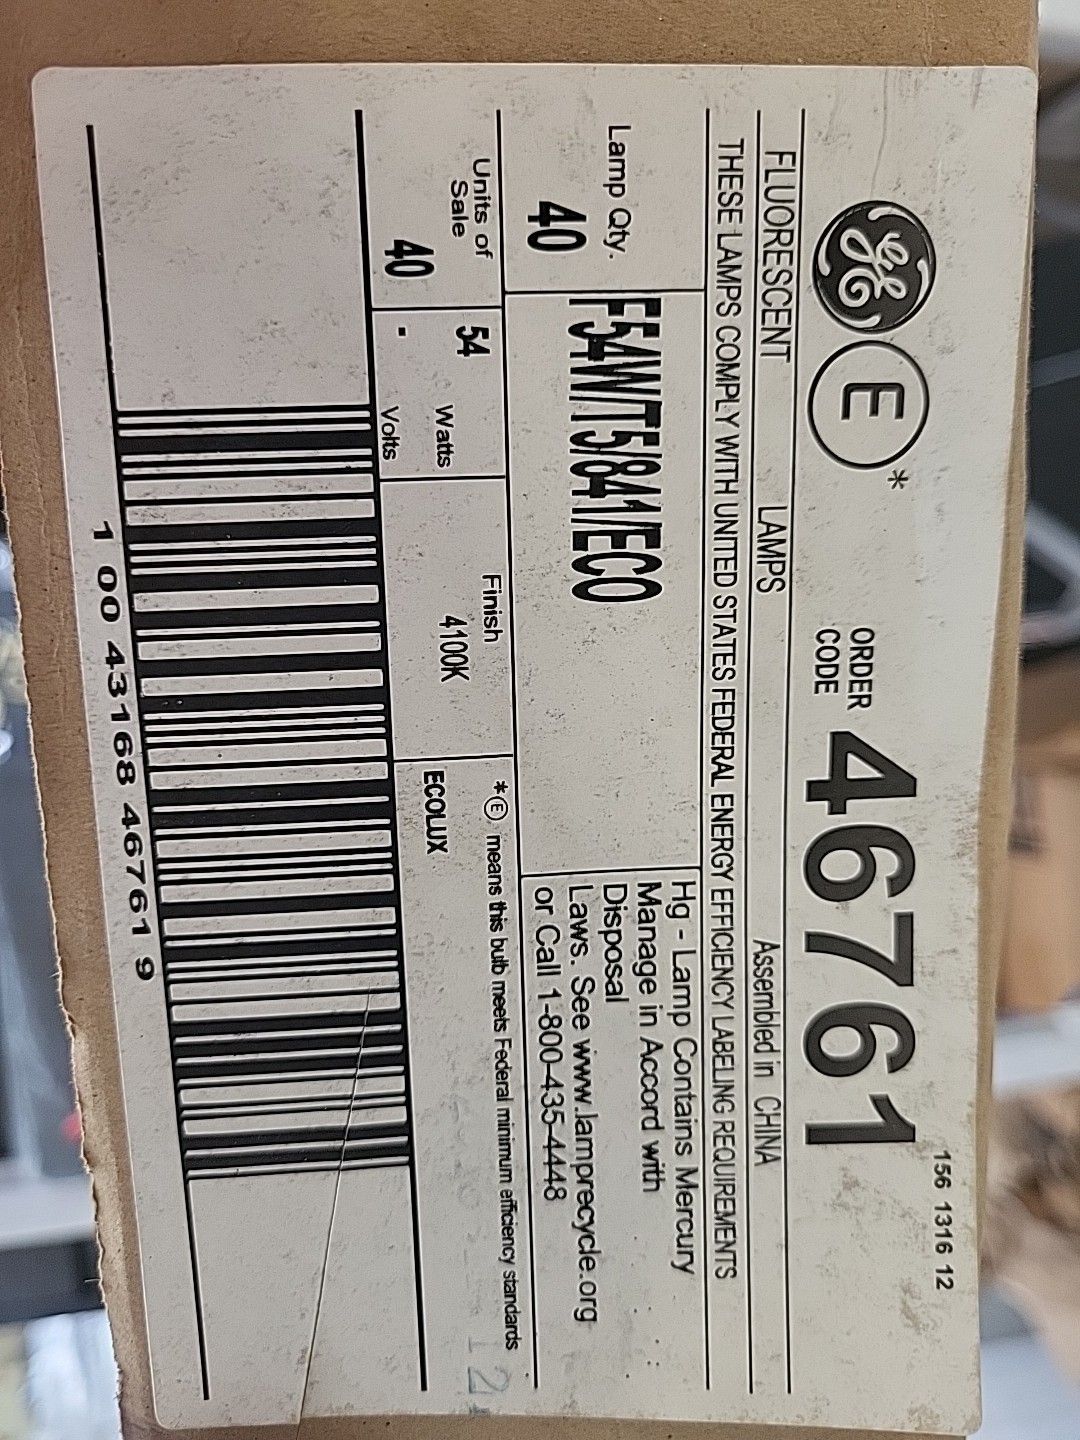 156 1316 12
GE E * ORDER CODE 46761
FLUORESCENT LAMPS Assembled in CHINA
THESE LAMPS COMPLY WITH UNITED STATES FEDERAL ENERGY EFFICIENCY LABELING REQUIREMENTS
Lamp Qty.
40
F54W/T5/841/ECO
Hg - Lamp Contains Mercury
Manage in Accord with
Disposal
Laws. See www.lamprecycle.org
or Call 1-800-435-4448
Units of
Sale
40
54 Watts
- Volts
Finish
4100K
*E means this bulb meets Federal minimum efficiency standards
ECOLUX
1 00 43168 46761 9